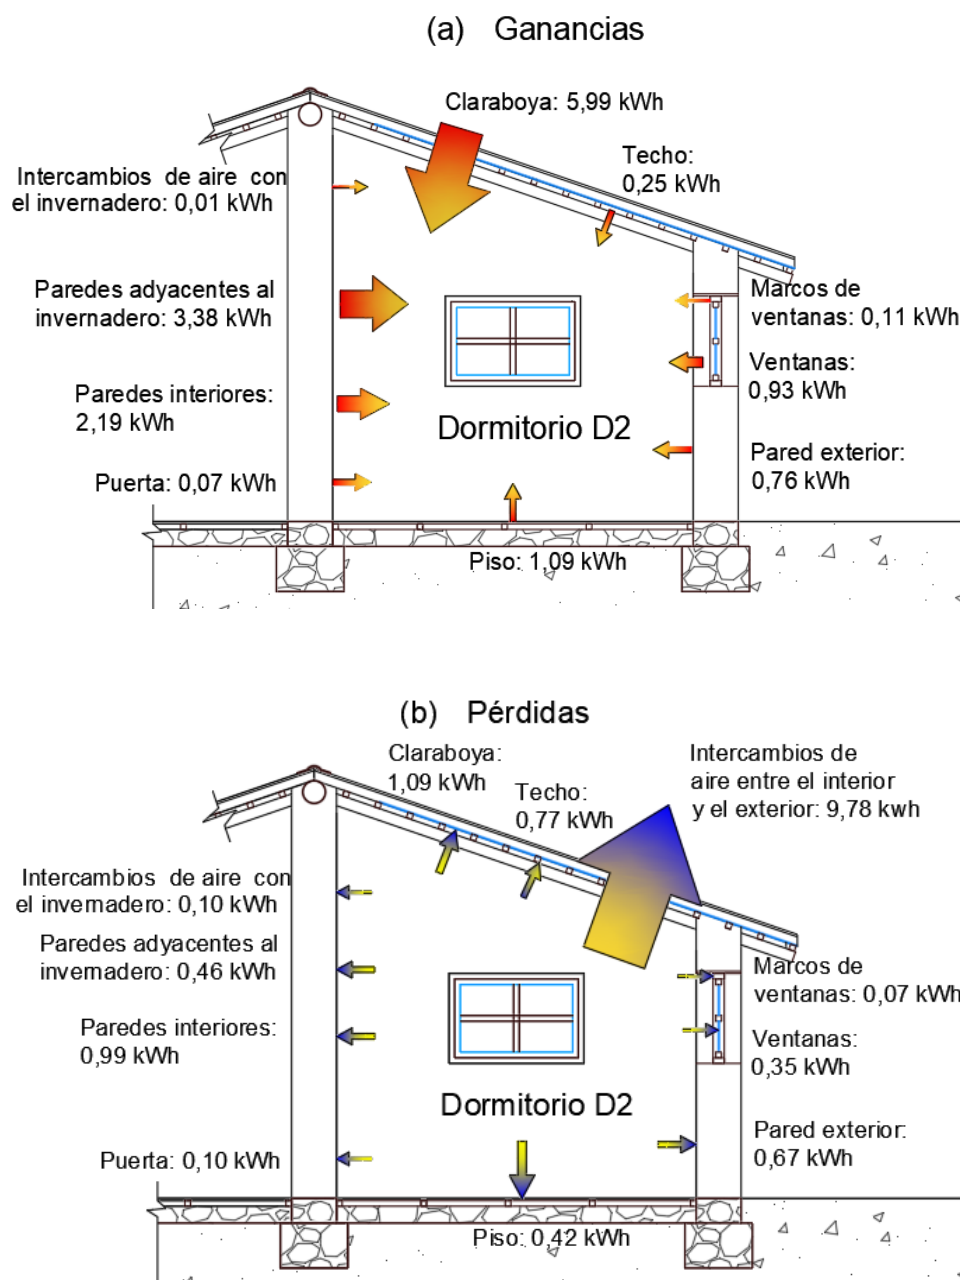 (a) Ganancias
Claraboya: 5,99 kWh
Techo:
0,25 kWh
Intercambios de aire con
el invernadero: 0,01 kWh
Paredes adyacentes al
invernadero: 3,38 kWh
Marcos de
ventanas: 0,11 kWh
Ventanas:
0,93 kWh
Paredes interiores:
2,19 kWh
Dormitorio D2
Pared exterior:
0,76 kWh
Puerta: 0,07 kWh
Piso: 1,09 kWh
(b) Pérdidas
Claraboya:
1,09 kWh
Techo:
0,77 kWh
Intercambios de
aire entre el interior
y el exterior: 9,78 kwh
Intercambios de aire con
el invernadero: 0,10 kWh
Paredes adyacentes al
invernadero: 0,46 kWh
Marcos de
ventanas: 0,07 kWh
Paredes interiores:
0,99 kWh
Ventanas:
0,35 kWh
Dormitorio D2
Pared exterior:
0,67 kWh
Puerta: 0,10 kWh
Piso: 0,42 kWh